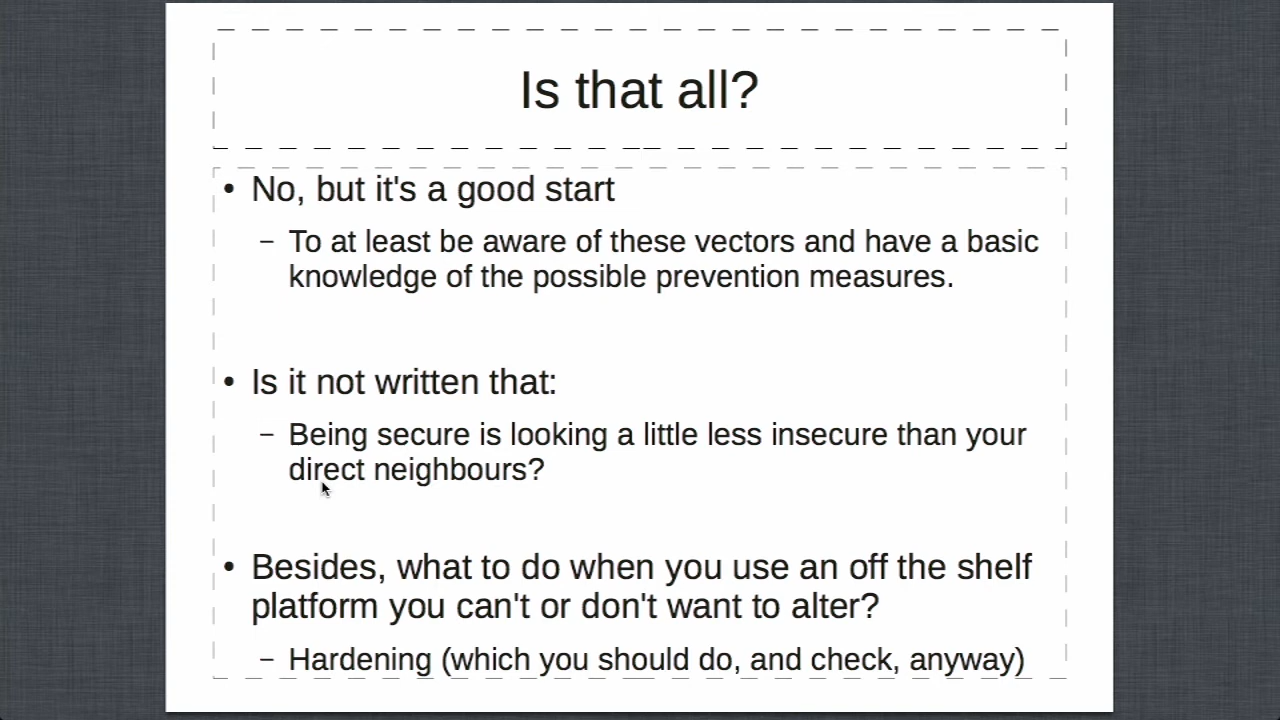 Is that all?
• No, but it's a good start
– To at least be aware of these vectors and have a basic
knowledge of the possible prevention measures.
• Is it not written that:
– Being secure is looking a little less insecure than your
direct neighbours?
• Besides, what to do when you use an off the shelf
platform you can't or don't want to alter?
– Hardening (which you should do, and check, anyway)